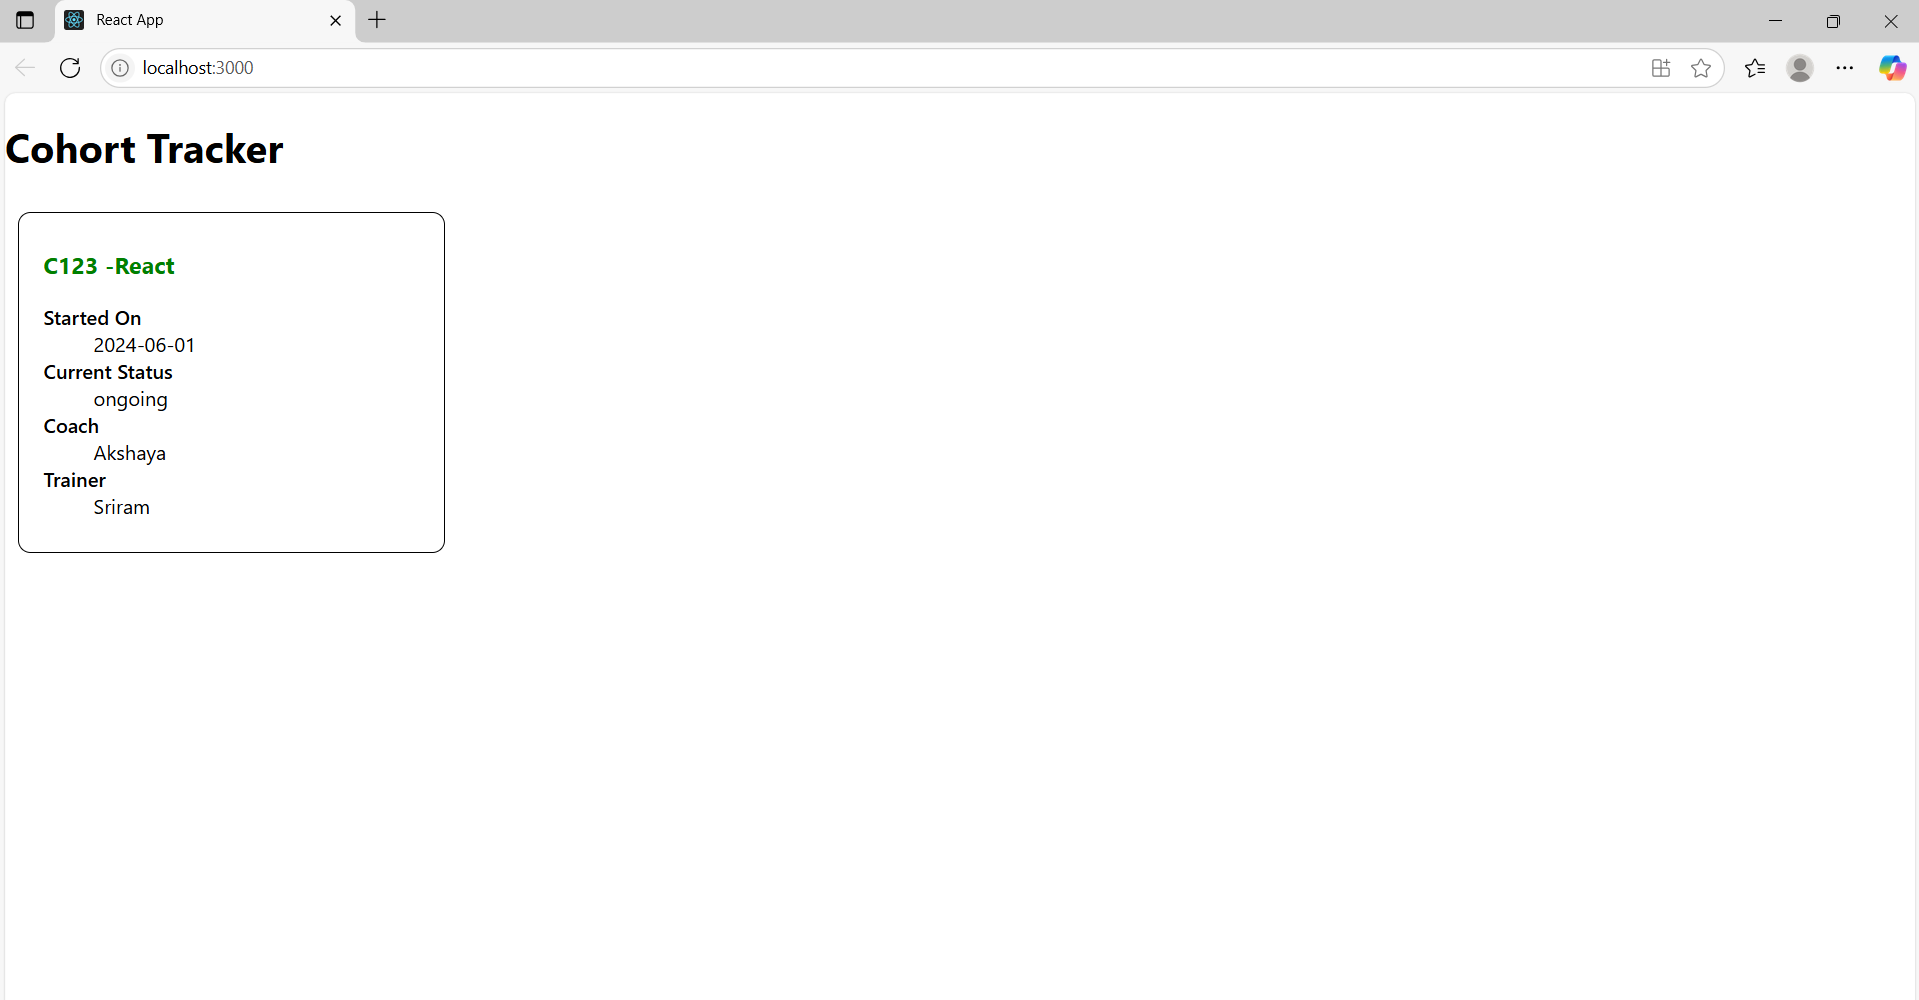 React App
localhost:3000
Cohort Tracker
C123 -React
Started On
2024-06-01
Current Status
ongoing
Coach
Akshaya
Trainer
Sriram